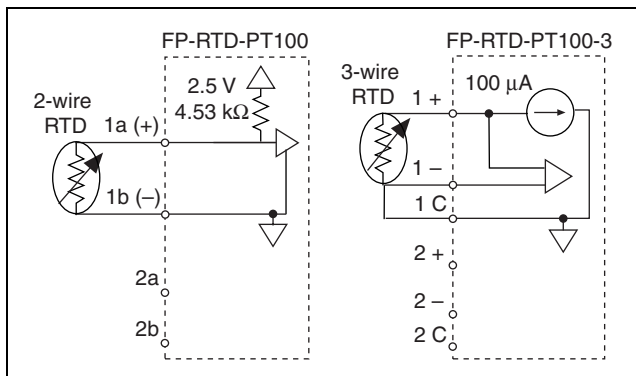 FP-RTD-PT100
2.5 V
4.53 kΩ
2-wire
RTD
1a (+)
1b (–)
2a
2b
FP-RTD-PT100-3
3-wire
RTD
100 µA
1 +
1 –
1 C
2 +
2 –
2 C